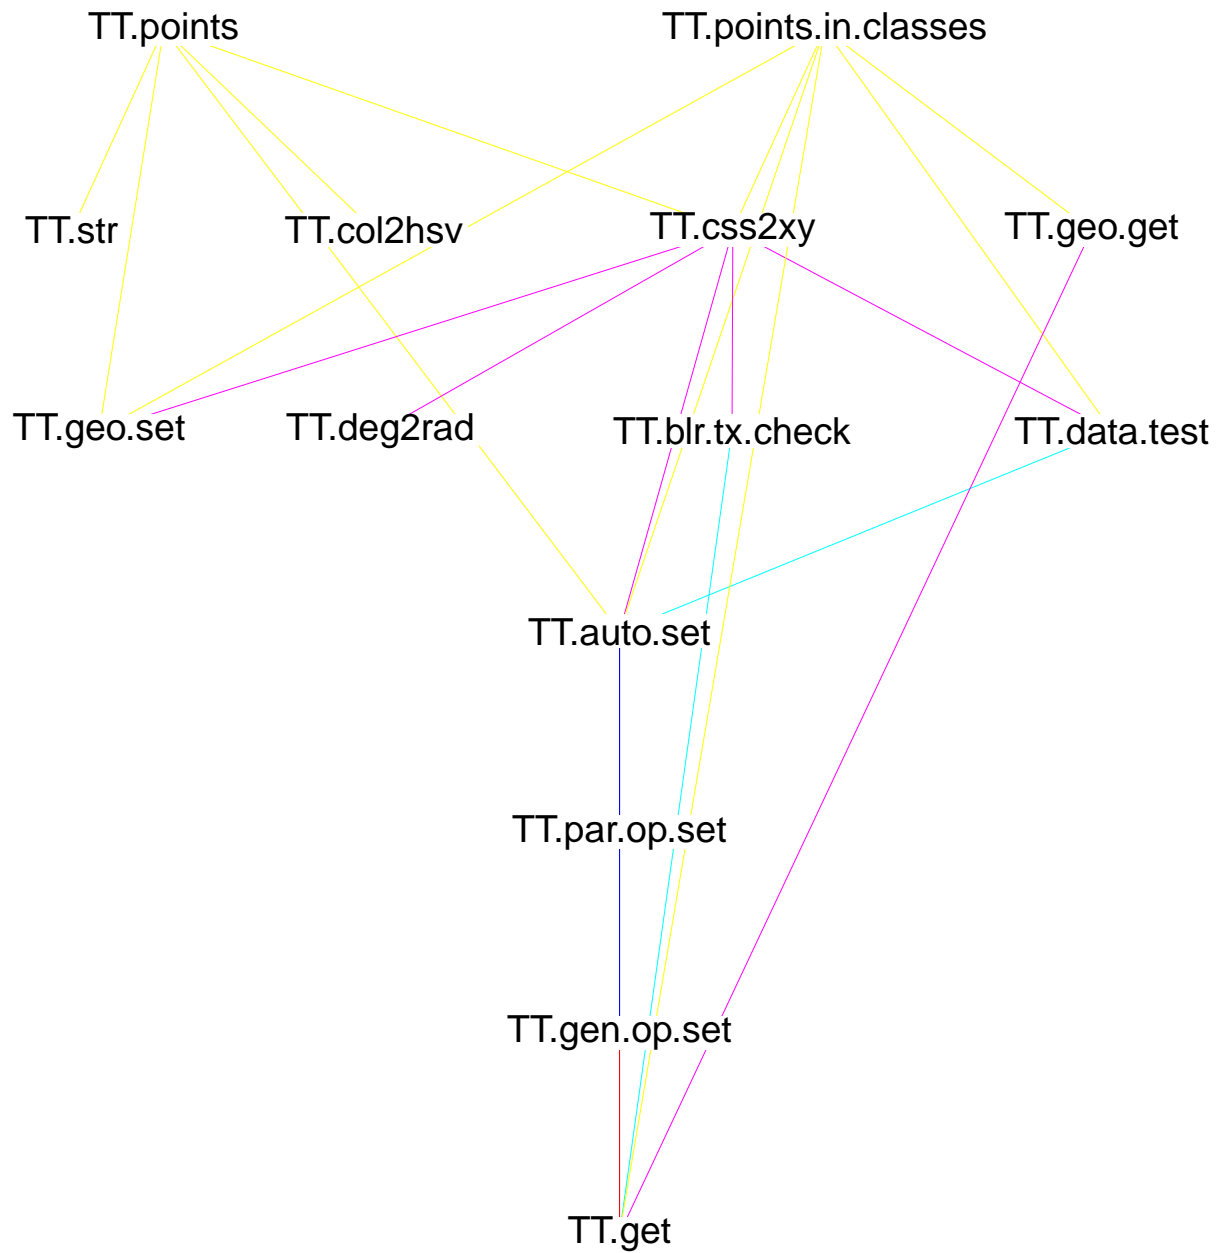 TT.points
TT.points.in.classes
TT.str
TT.col2hsv
TT.css2xy
TT.geo.get
TT.geo.set
TT.deg2rad
TT.blr.tx.check
TT.data.test
TT.auto.set
TT.par.op.set
TT.gen.op.set
TT.get